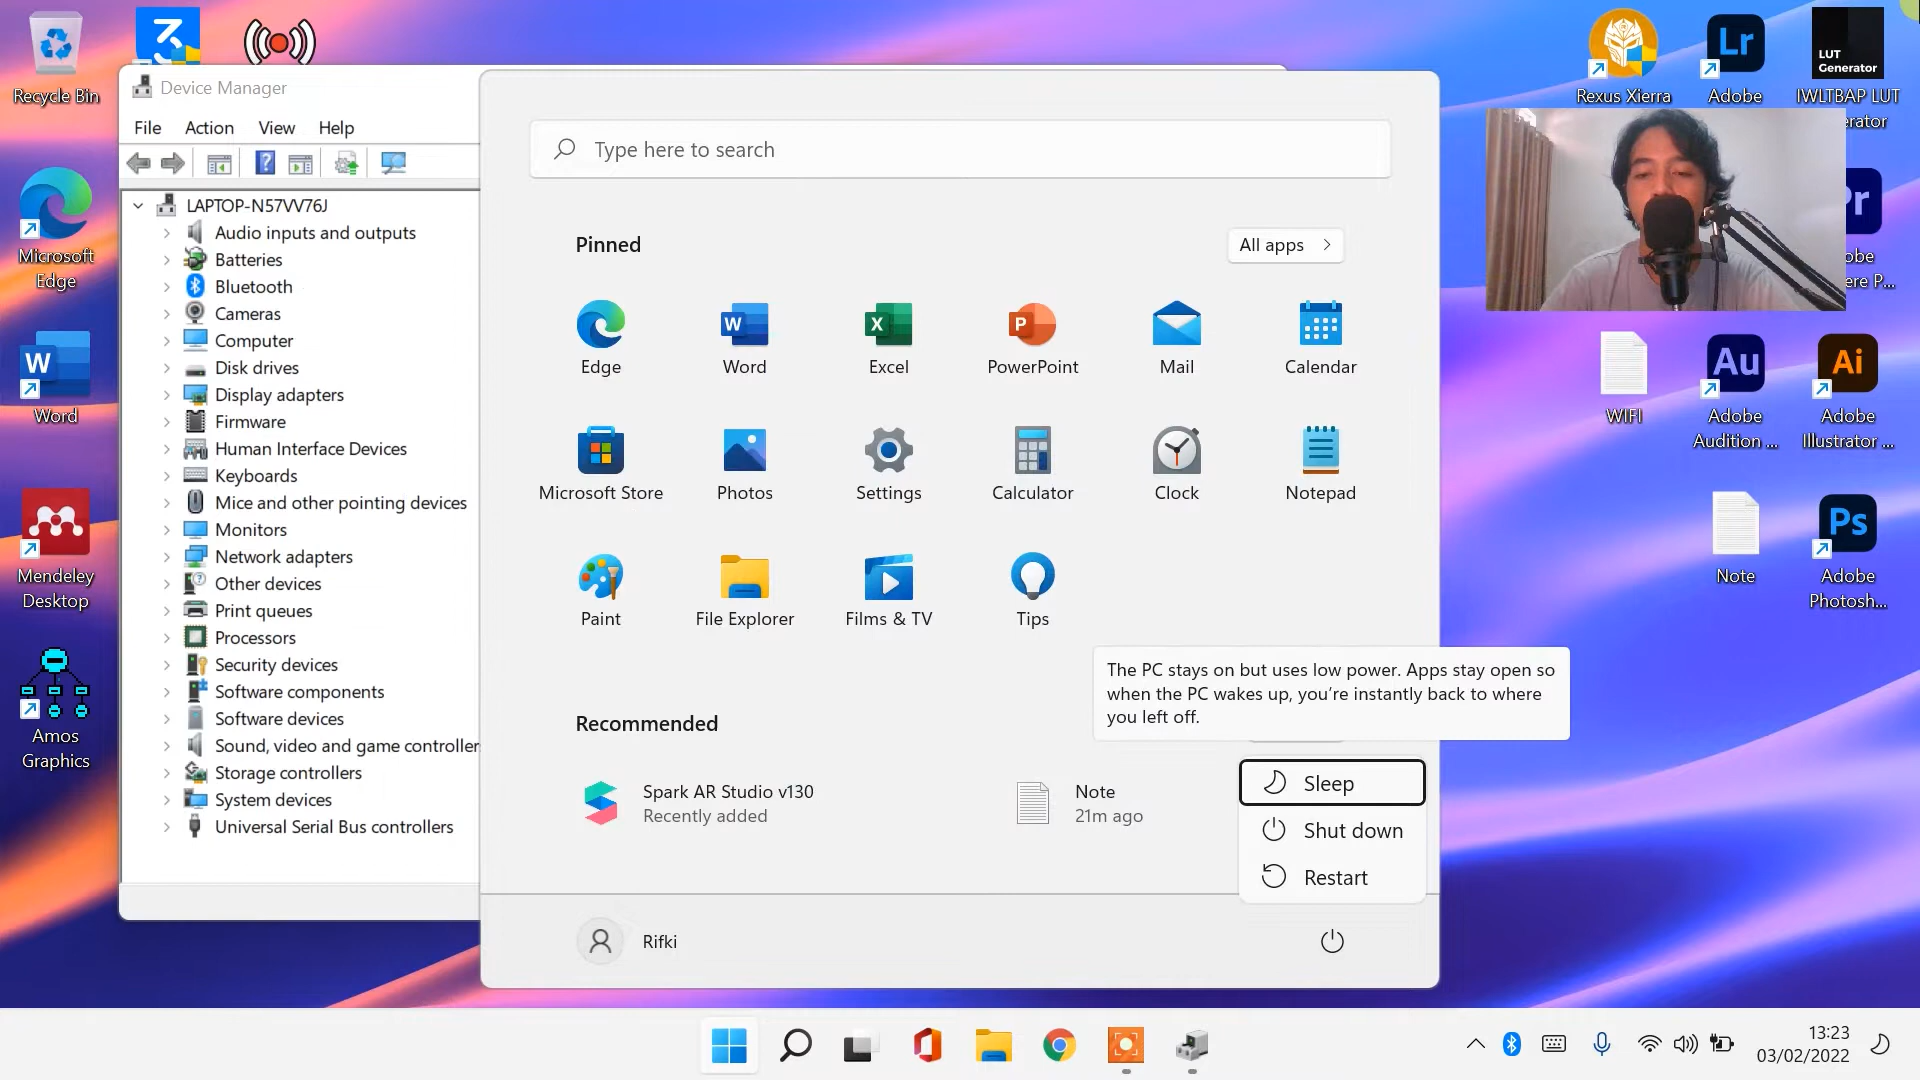 Recycle Bin
Microsoft
Edge
Word
Mendeley
Desktop
Amos
Graphics
Device Manager
File
Action
View
Help
LAPTOP-N57VV76J
Audio inputs and outputs
Batteries
Bluetooth
Cameras
Computer
Disk drives
Display adapters
Firmware
Human Interface Devices
Keyboards
Mice and other pointing devices
Monitors
Network adapters
Other devices
Print queues
Processors
Security devices
Software components
Software devices
Sound, video and game controller
Storage controllers
System devices
Universal Serial Bus controllers
Type here to search
Pinned
All apps
Edge
Word
Excel
PowerPoint
Mail
Calendar
Microsoft Store
Photos
Settings
Calculator
Clock
Notepad
Paint
File Explorer
Films & TV
Tips
The PC stays on but uses low power. Apps stay open so
when the PC wakes up, you're instantly back to where
you left off.
Recommended
Spark AR Studio v130
Recently added
Note
21m ago
Sleep
Shut down
Restart
Rifki
Rexus Xierra
Lr
Adobe
LUT
Generator
IWLTBAP LUT
erator
Pr
obe
ere P...
WIFI
Au
Adobe
Audition ...
Ai
Adobe
Illustrator ...
Note
Ps
Adobe
Photosh...
13:23
03/02/2022